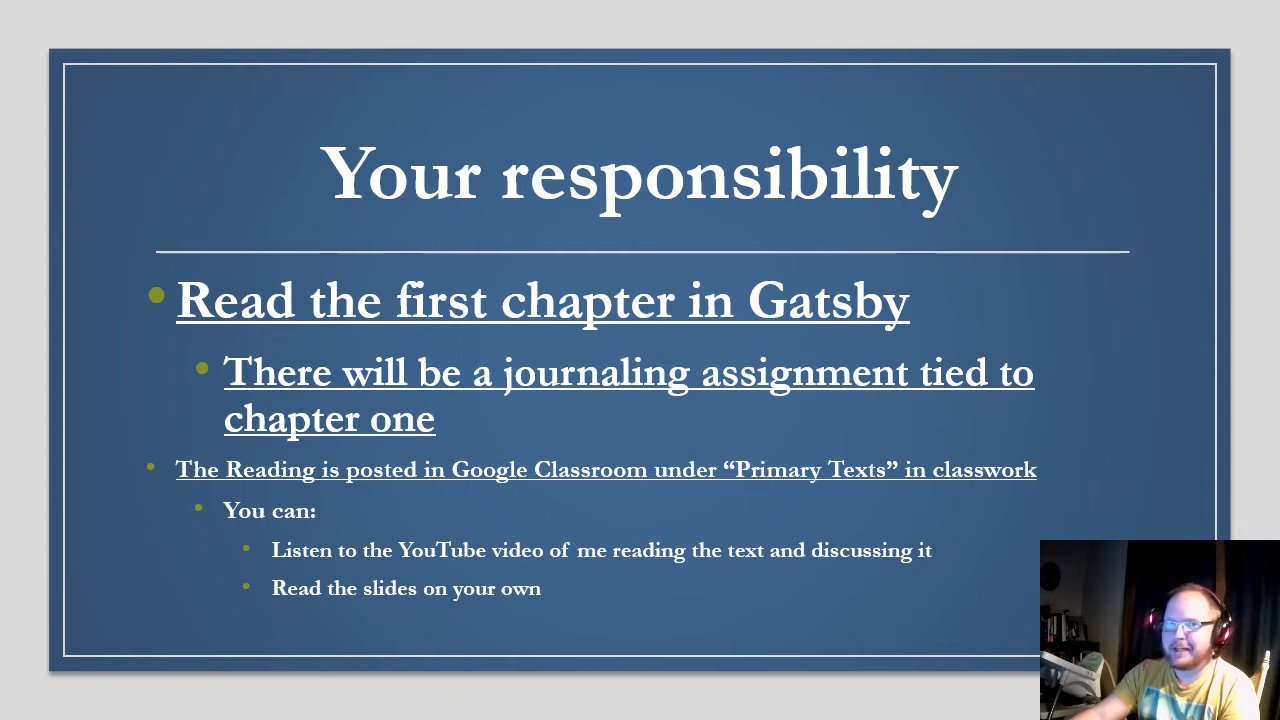 Your responsibility
Read the first chapter in Gatsby
There will be a journaling assignment tied to
chapter one
The Reading is posted in Google Classroom under “Primary Texts” in classwork
You can:
Listen to the YouTube video of me reading the text and discussing it
Read the slides on your own